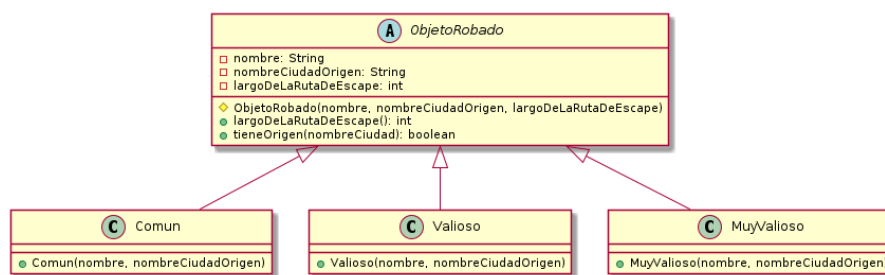 A ObjetoRobado
nombre: String
nombreCiudadOrigen: String
largoDeLaRutaDeEscape: int
ObjetoRobado(nombre, nombreCiudadOrigen, largoDeLaRutaDeEscape)
largoDeLaRutaDeEscape(): int
tieneOrigen(nombreCiudad): boolean
C Comun
C Valioso
C MuyValioso
Comun(nombre, nombreCiudadOrigen)
Valioso(nombre, nombreCiudadOrigen)
MuyValioso(nombre, nombreCiudadOrigen